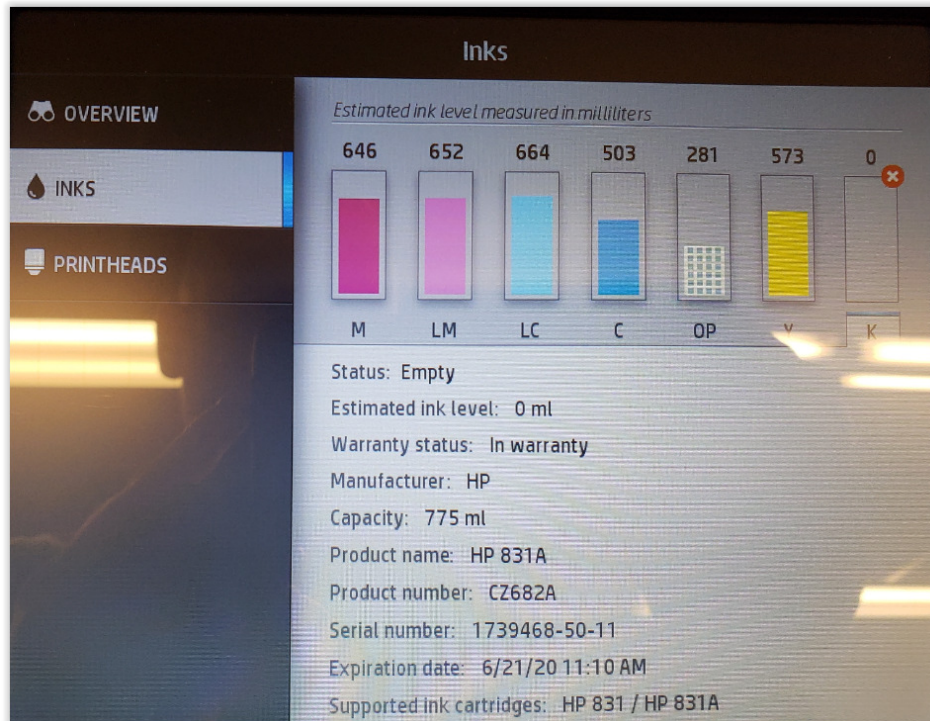 Inks
OVERVIEW
INKS
PRINTHEADS
Estimated ink level measured in milliliters
646 652 664 503 281 573 0
M LM LC C OP Y K
Status: Empty
Estimated ink level: 0 ml
Warranty status: In warranty
Manufacturer: HP
Capacity: 775 ml
Product name: HP 831A
Product number: CZ682A
Serial number: 1739468-50-11
Expiration date: 6/21/20 11:10 AM
Supported ink cartridges: HP 831 / HP 831A